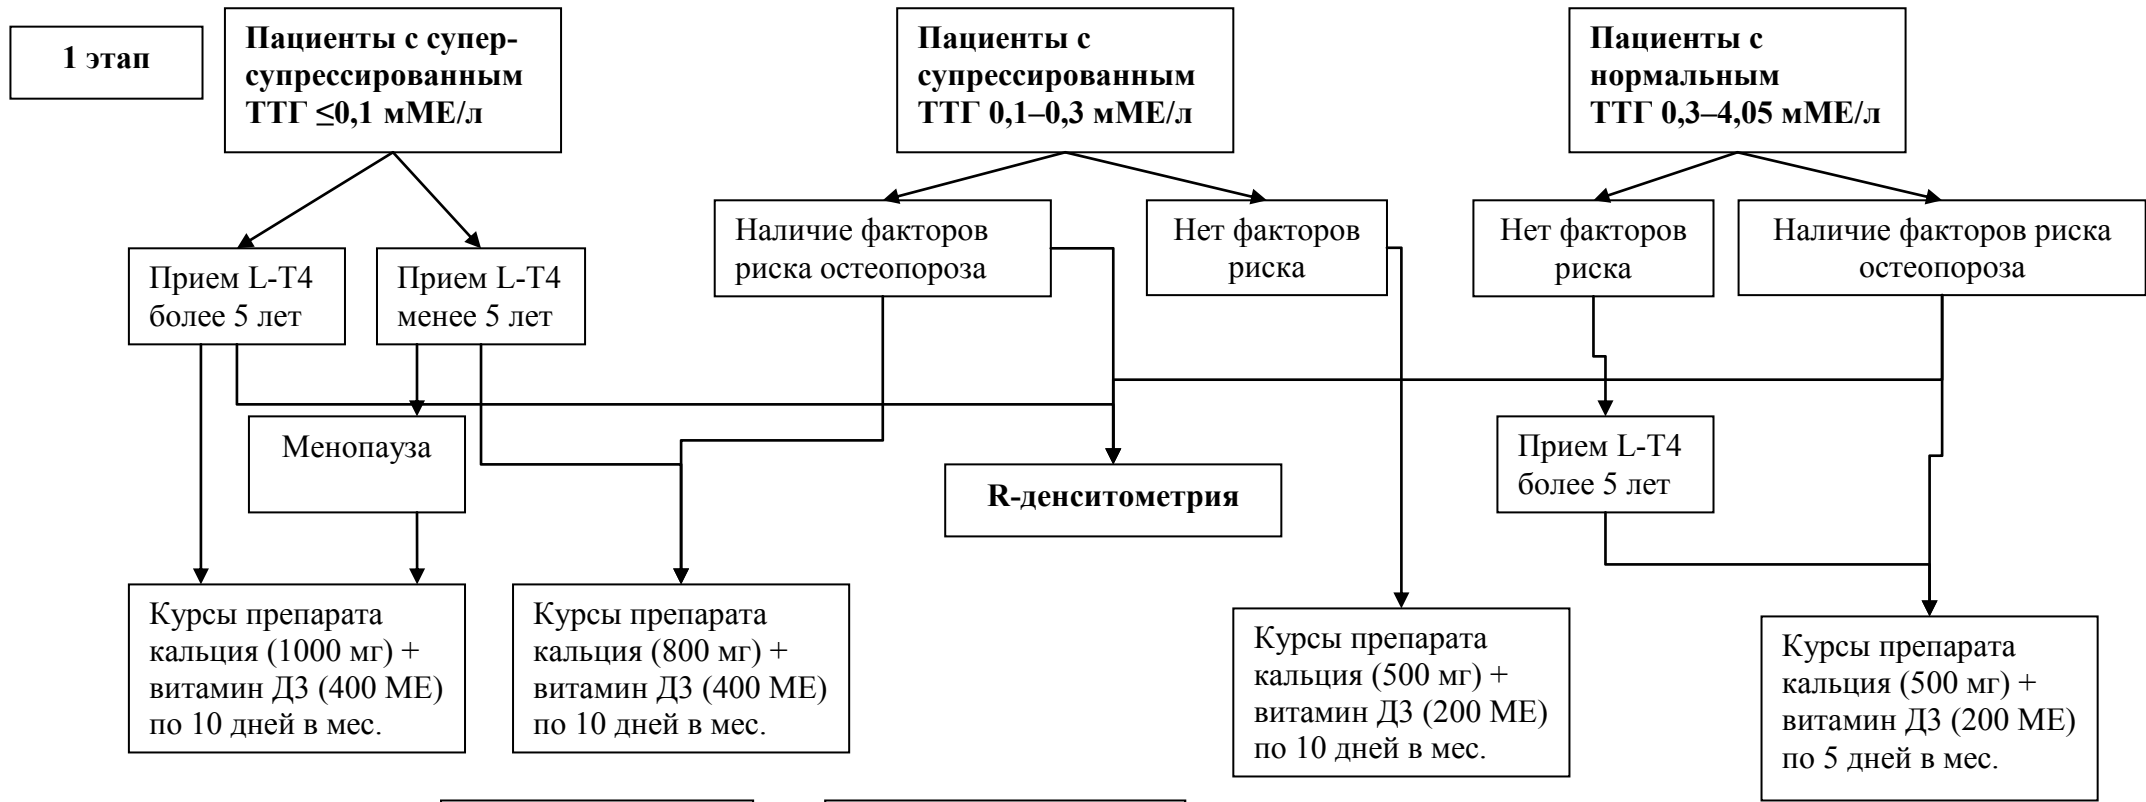 1 этап
Пациенты с супер-
супрессированным
ТТГ ≤0,1 мМЕ/л
Пациенты с
супрессированным
ТТГ 0,1–0,3 мМЕ/л
Пациенты с
нормальным
ТТГ 0,3–4,05 мМЕ/л
Прием L-T4
более 5 лет
Прием L-T4
менее 5 лет
Наличие факторов
риска остеопороза
Нет факторов
риска
Нет факторов
риска
Наличие факторов риска
остеопороза
Менопауза
R-денситометрия
Прием L-T4
более 5 лет
Курсы препарата
кальция (1000 мг) +
витамин Д3 (400 МЕ)
по 10 дней в мес.
Курсы препарата
кальция (800 мг) +
витамин Д3 (400 МЕ)
по 10 дней в мес.
Курсы препарата
кальция (500 мг) +
витамин Д3 (200 МЕ)
по 10 дней в мес.
Курсы препарата
кальция (500 мг) +
витамин Д3 (200 МЕ)
по 5 дней в мес.